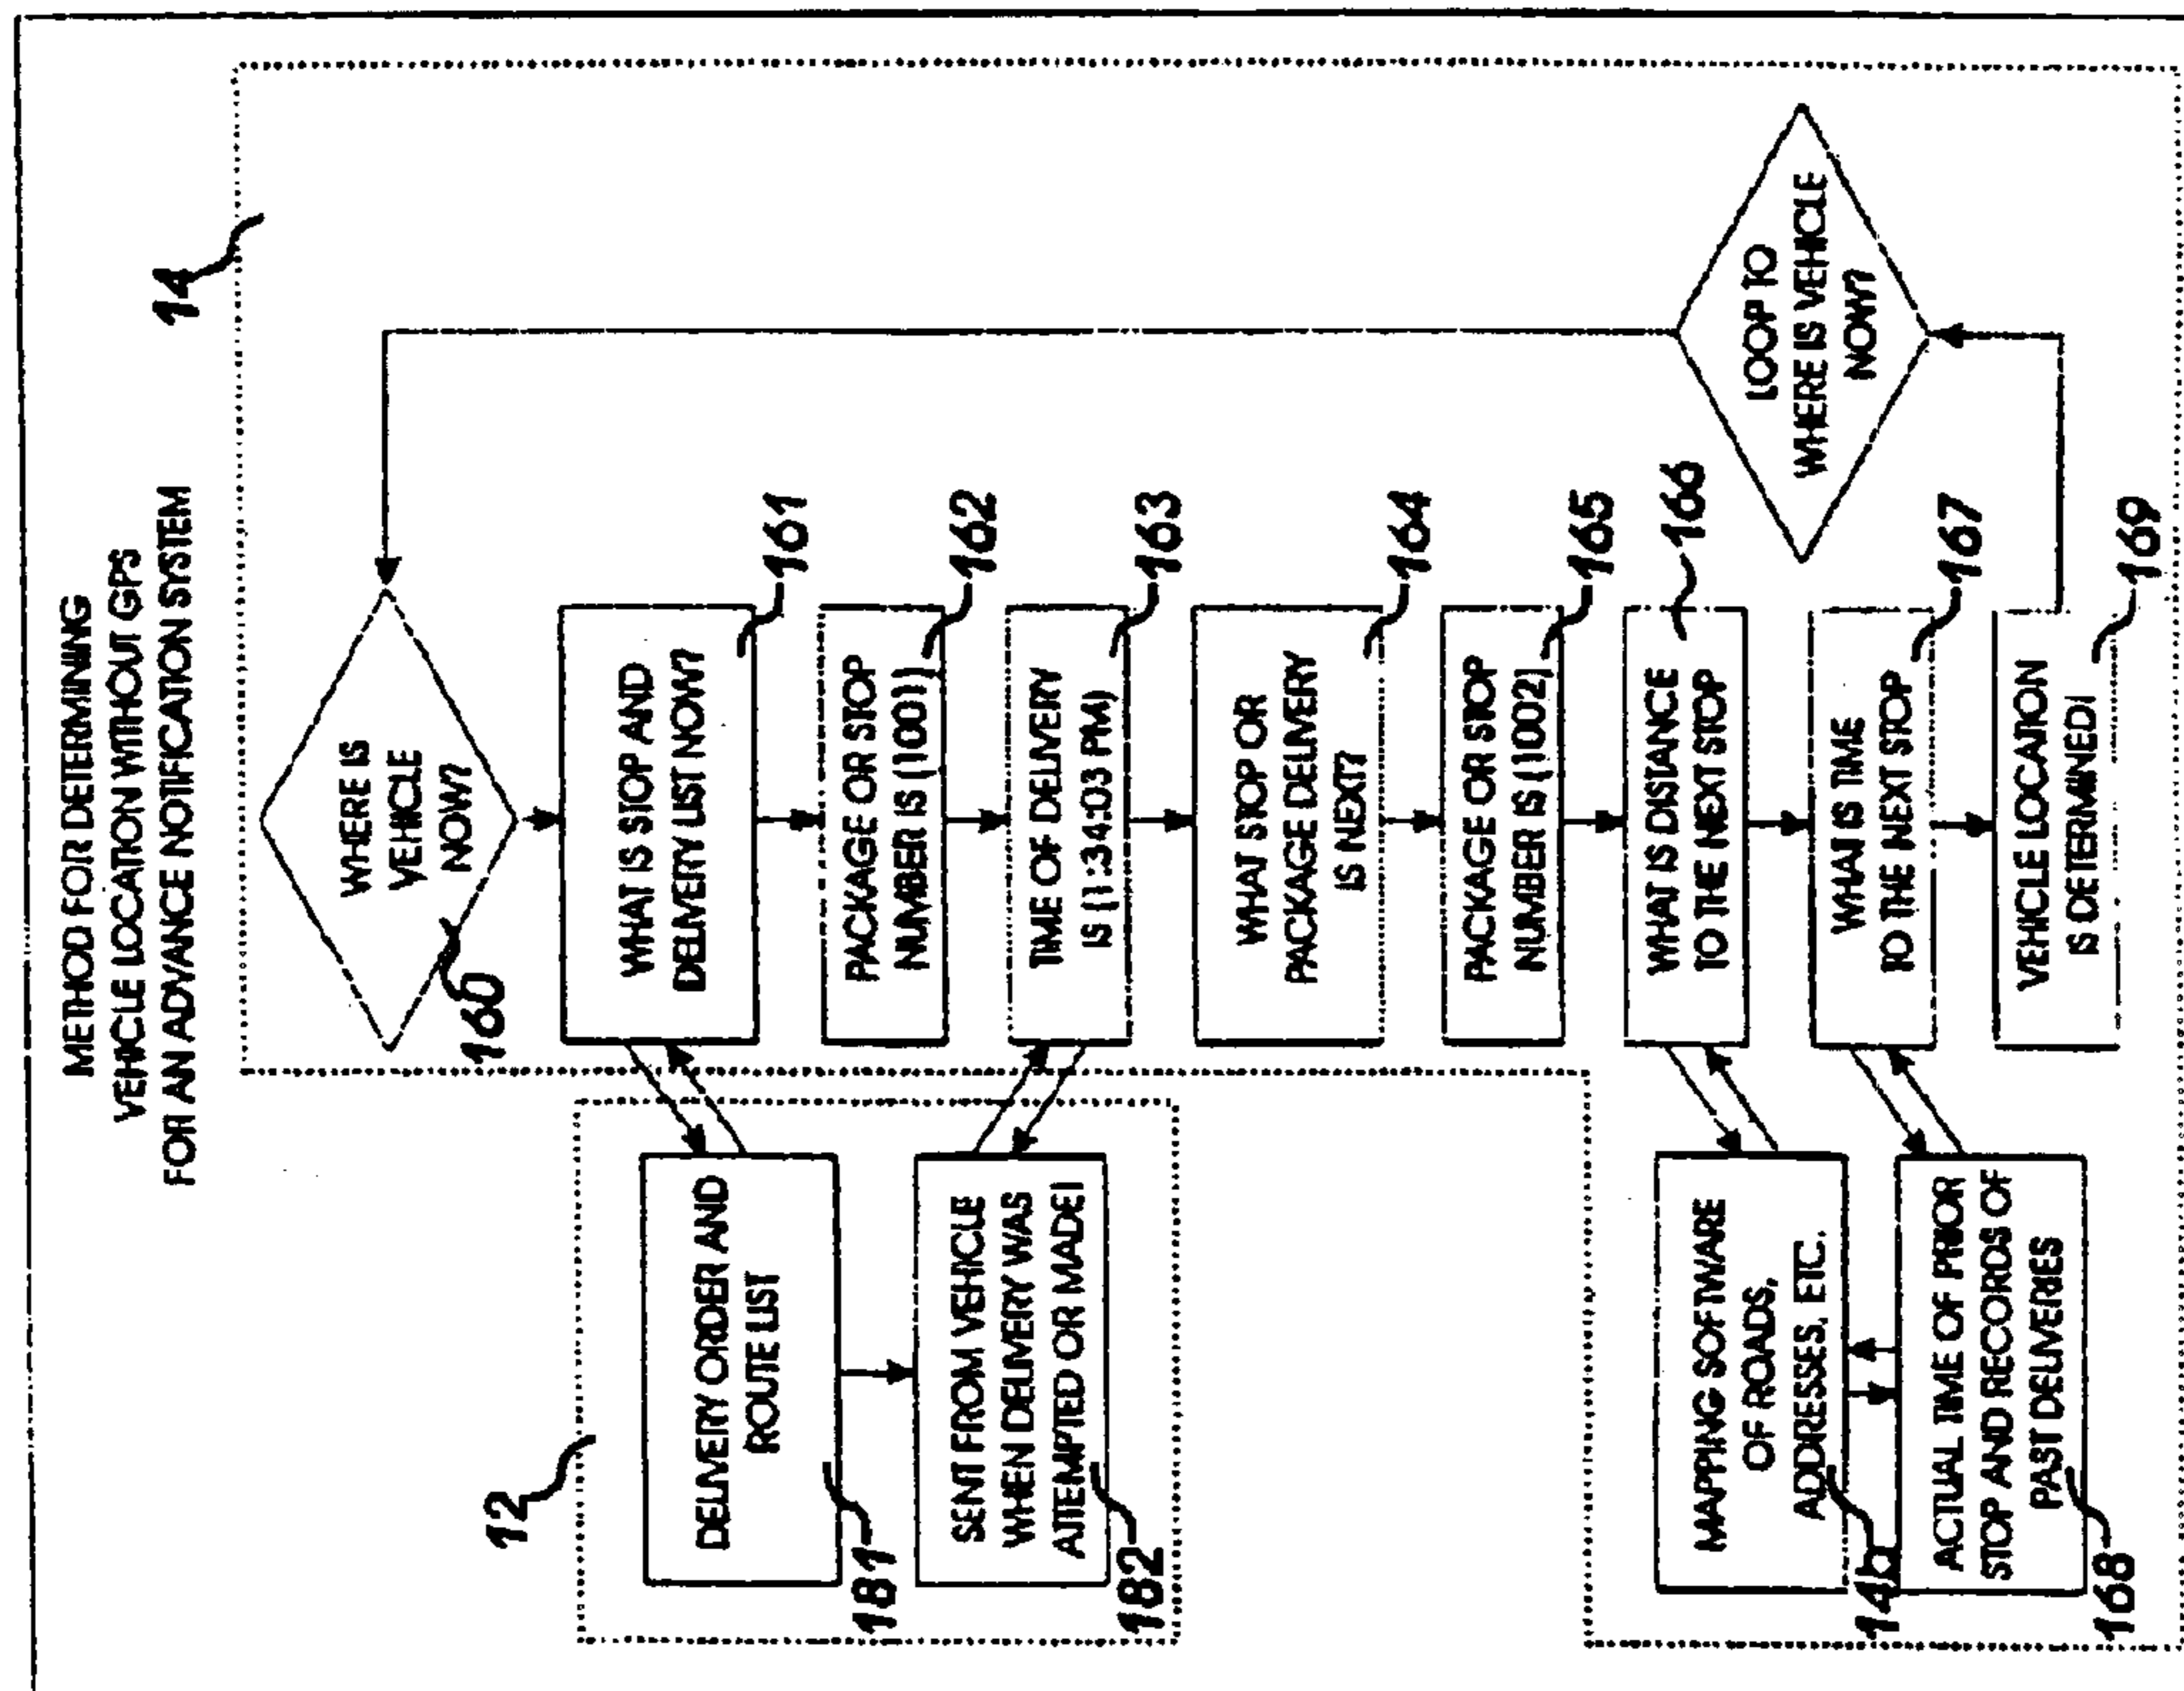 METHOD FOR DETERMINING
VEHICLE LOCATION WITHOUT GPS
FOR AN ADVANCE NOTIFICATION SYSTEM
14
WHERE IS
VEHICLE
NOW?
160
WHAT IS STOP AND
DELIVERY LIST NOW?
161
PACKAGE OR STOP
NUMBER IS (1001)
162
TIME OF DELIVERY
IS (1:34:03 PM)
163
WHAT STOP OR
PACKAGE DELIVERY
IS NEXT?
164
PACKAGE OR STOP
NUMBER IS (1002)
165
WHAT IS DISTANCE
TO THE NEXT STOP
166
WHAT IS TIME
TO THE NEXT STOP
167
VEHICLE LOCATION
IS DETERMINED!
169
LOOP TO
WHERE IS VEHICLE
NOW?
12
DELIVERY ORDER AND
ROUTE LIST
181
SENT FROM VEHICLE
WHEN DELIVERY WAS
ATTEMPTED OR MADE!
182
MAPPING SOFTWARE
OF ROADS,
ADDRESSES, ETC.
14b
ACTUAL TIME OF PRIOR
STOP AND RECORDS OF
PAST DELIVERIES
168